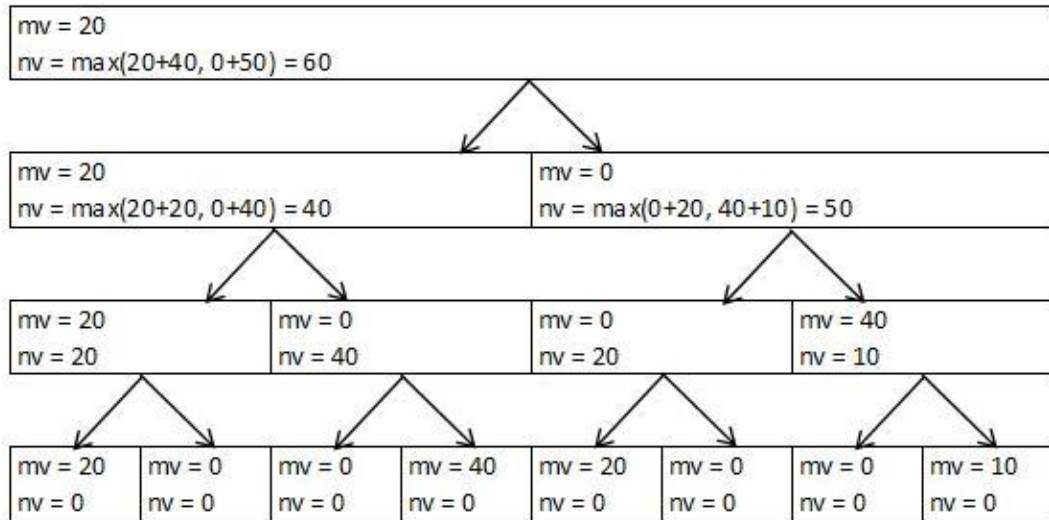 mv = 20
nv = max(20+40, 0+50) = 60
mv = 20
nv = max(20+20, 0+40) = 40
mv = 0
nv = max(0+20, 40+10) = 50
mv = 20
nv = 20
mv = 0
nv = 40
mv = 0
nv = 20
mv = 40
nv = 10
mv = 20
nv = 0
mv = 0
nv = 0
mv = 0
nv = 0
mv = 40
nv = 0
mv = 20
nv = 0
mv = 0
nv = 0
mv = 0
nv = 0
mv = 10
nv = 0